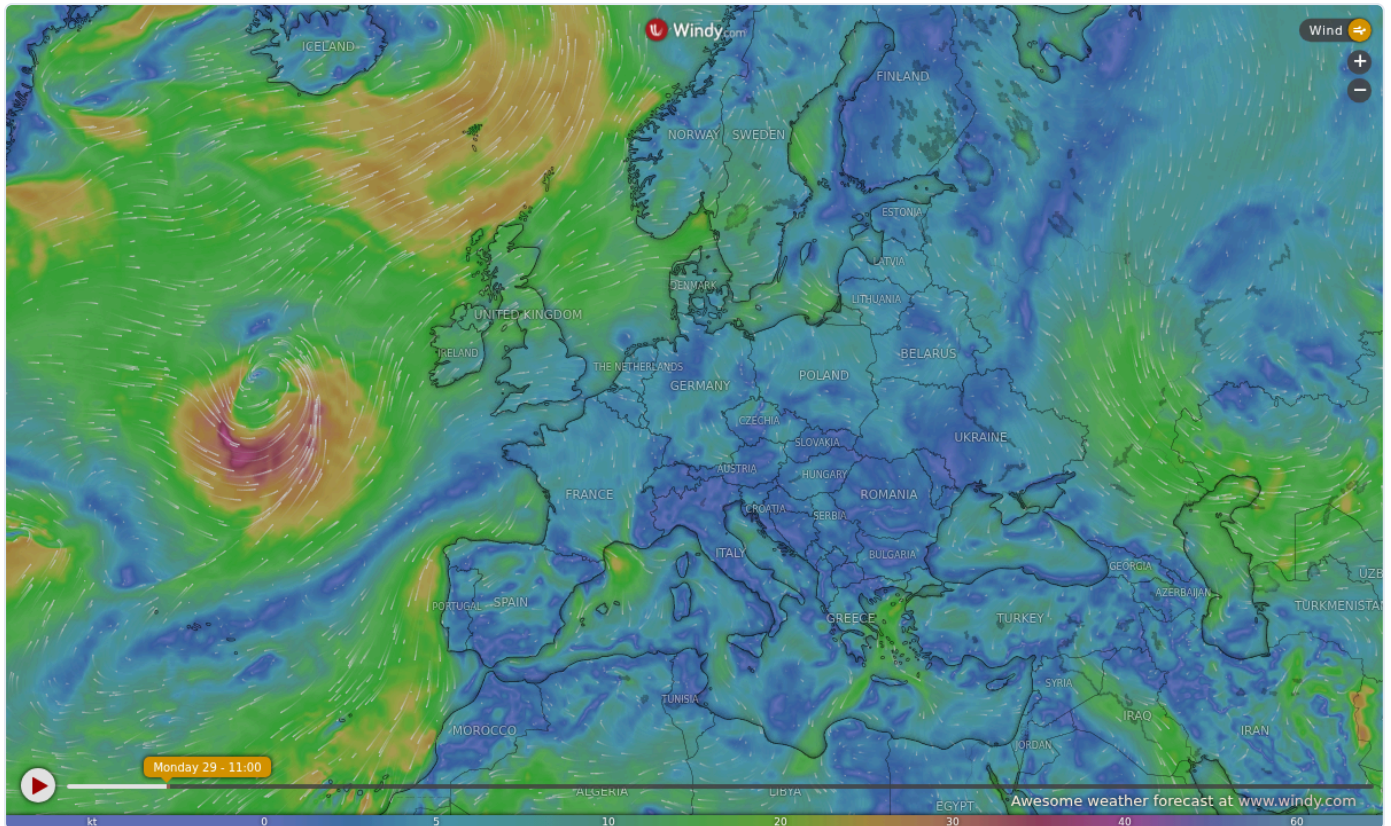 ICELAND
Windy.com
Wind
+
−
FINLAND
NORWAY
SWEDEN
ESTONIA
LATVIA
DENMARK
LITHUANIA
UNITED KINGDOM
IRELAND
BELARUS
THE NETHERLANDS
GERMANY
POLAND
CZECHIA
UKRAINE
SLOVAKIA
AUSTRIA
HUNGARY
FRANCE
ROMANIA
CROATIA
SERBIA
ITALY
BULGARIA
GEORGIA
UZB
AZERBAIJAN
PORTUGAL
SPAIN
TURKMENISTAN
GREECE
TURKEY
SYRIA
TUNISIA
IRAQ
MOROCCO
IRAN
JORDAN
Monday 29 - 11:00
ALGERIA
LIBYA
EGYPT
Awesome weather forecast at www.windy.com
kt 0 5 10 20 30 40 60